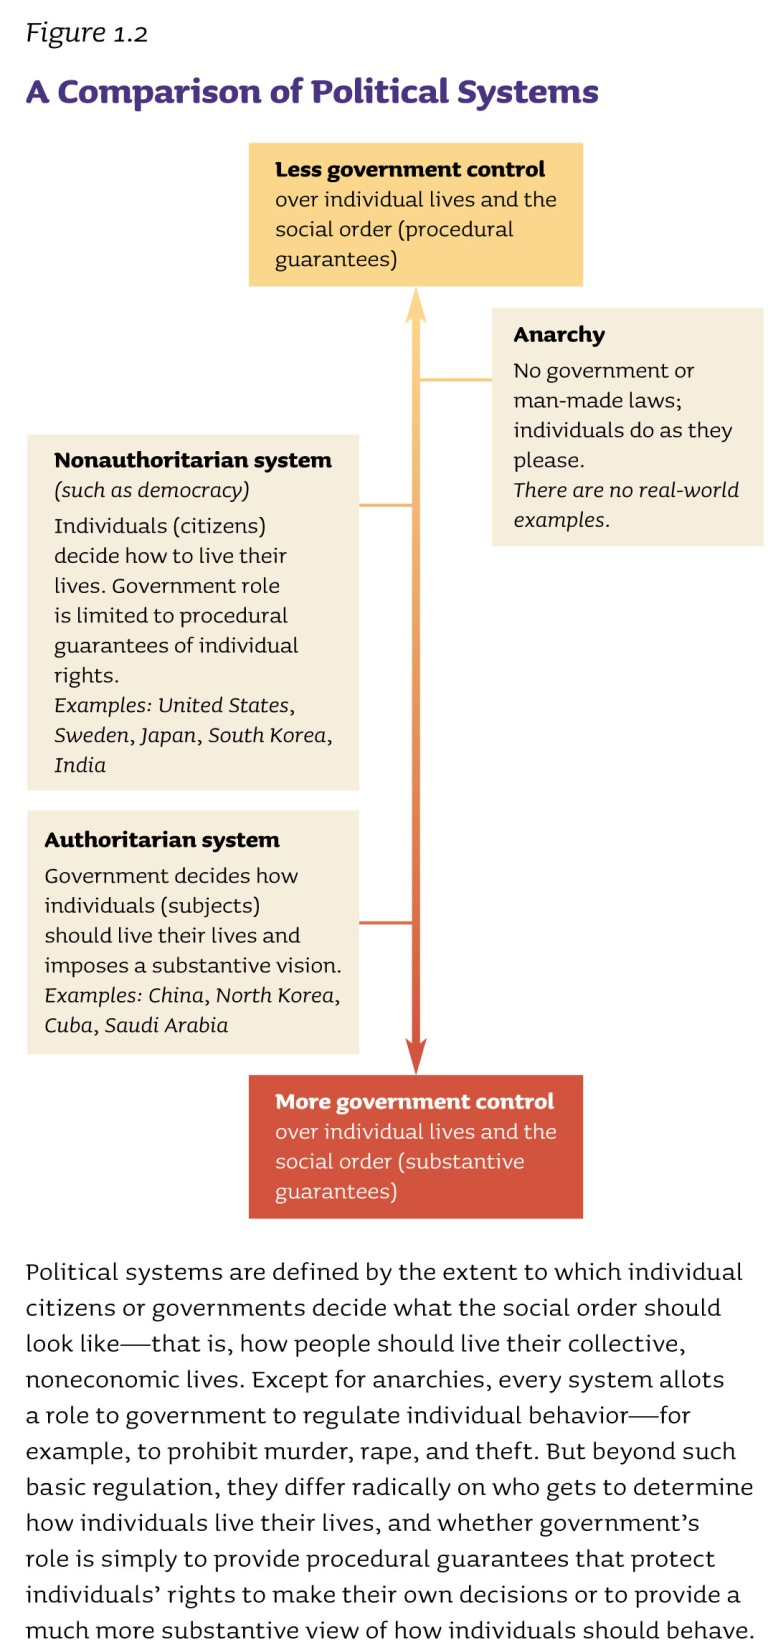 Figure 1.2
A Comparison of Political Systems
Less government control
over individual lives and the
social order (procedural
guarantees)
Anarchy
No government or
man-made laws;
individuals do as they
please.
There are no real-world
examples.
Nonauthoritarian system
(such as democracy)
Individuals (citizens)
decide how to live their
lives. Government role
is limited to procedural
guarantees of individual
rights.
Examples: United States,
Sweden, Japan, South Korea,
India
Authoritarian system
Government decides how
individuals (subjects)
should live their lives and
imposes a substantive vision.
Examples: China, North Korea,
Cuba, Saudi Arabia
More government control
over individual lives and the
social order (substantive
guarantees)
Political systems are defined by the extent to which individual
citizens or governments decide what the social order should
look like—that is, how people should live their collective,
noneconomic lives. Except for anarchies, every system allots
a role to government to regulate individual behavior—for
example, to prohibit murder, rape, and theft. But beyond such
basic regulation, they differ radically on who gets to determine
how individuals live their lives, and whether government’s
role is simply to provide procedural guarantees that protect
individuals’ rights to make their own decisions or to provide a
much more substantive view of how individuals should behave.